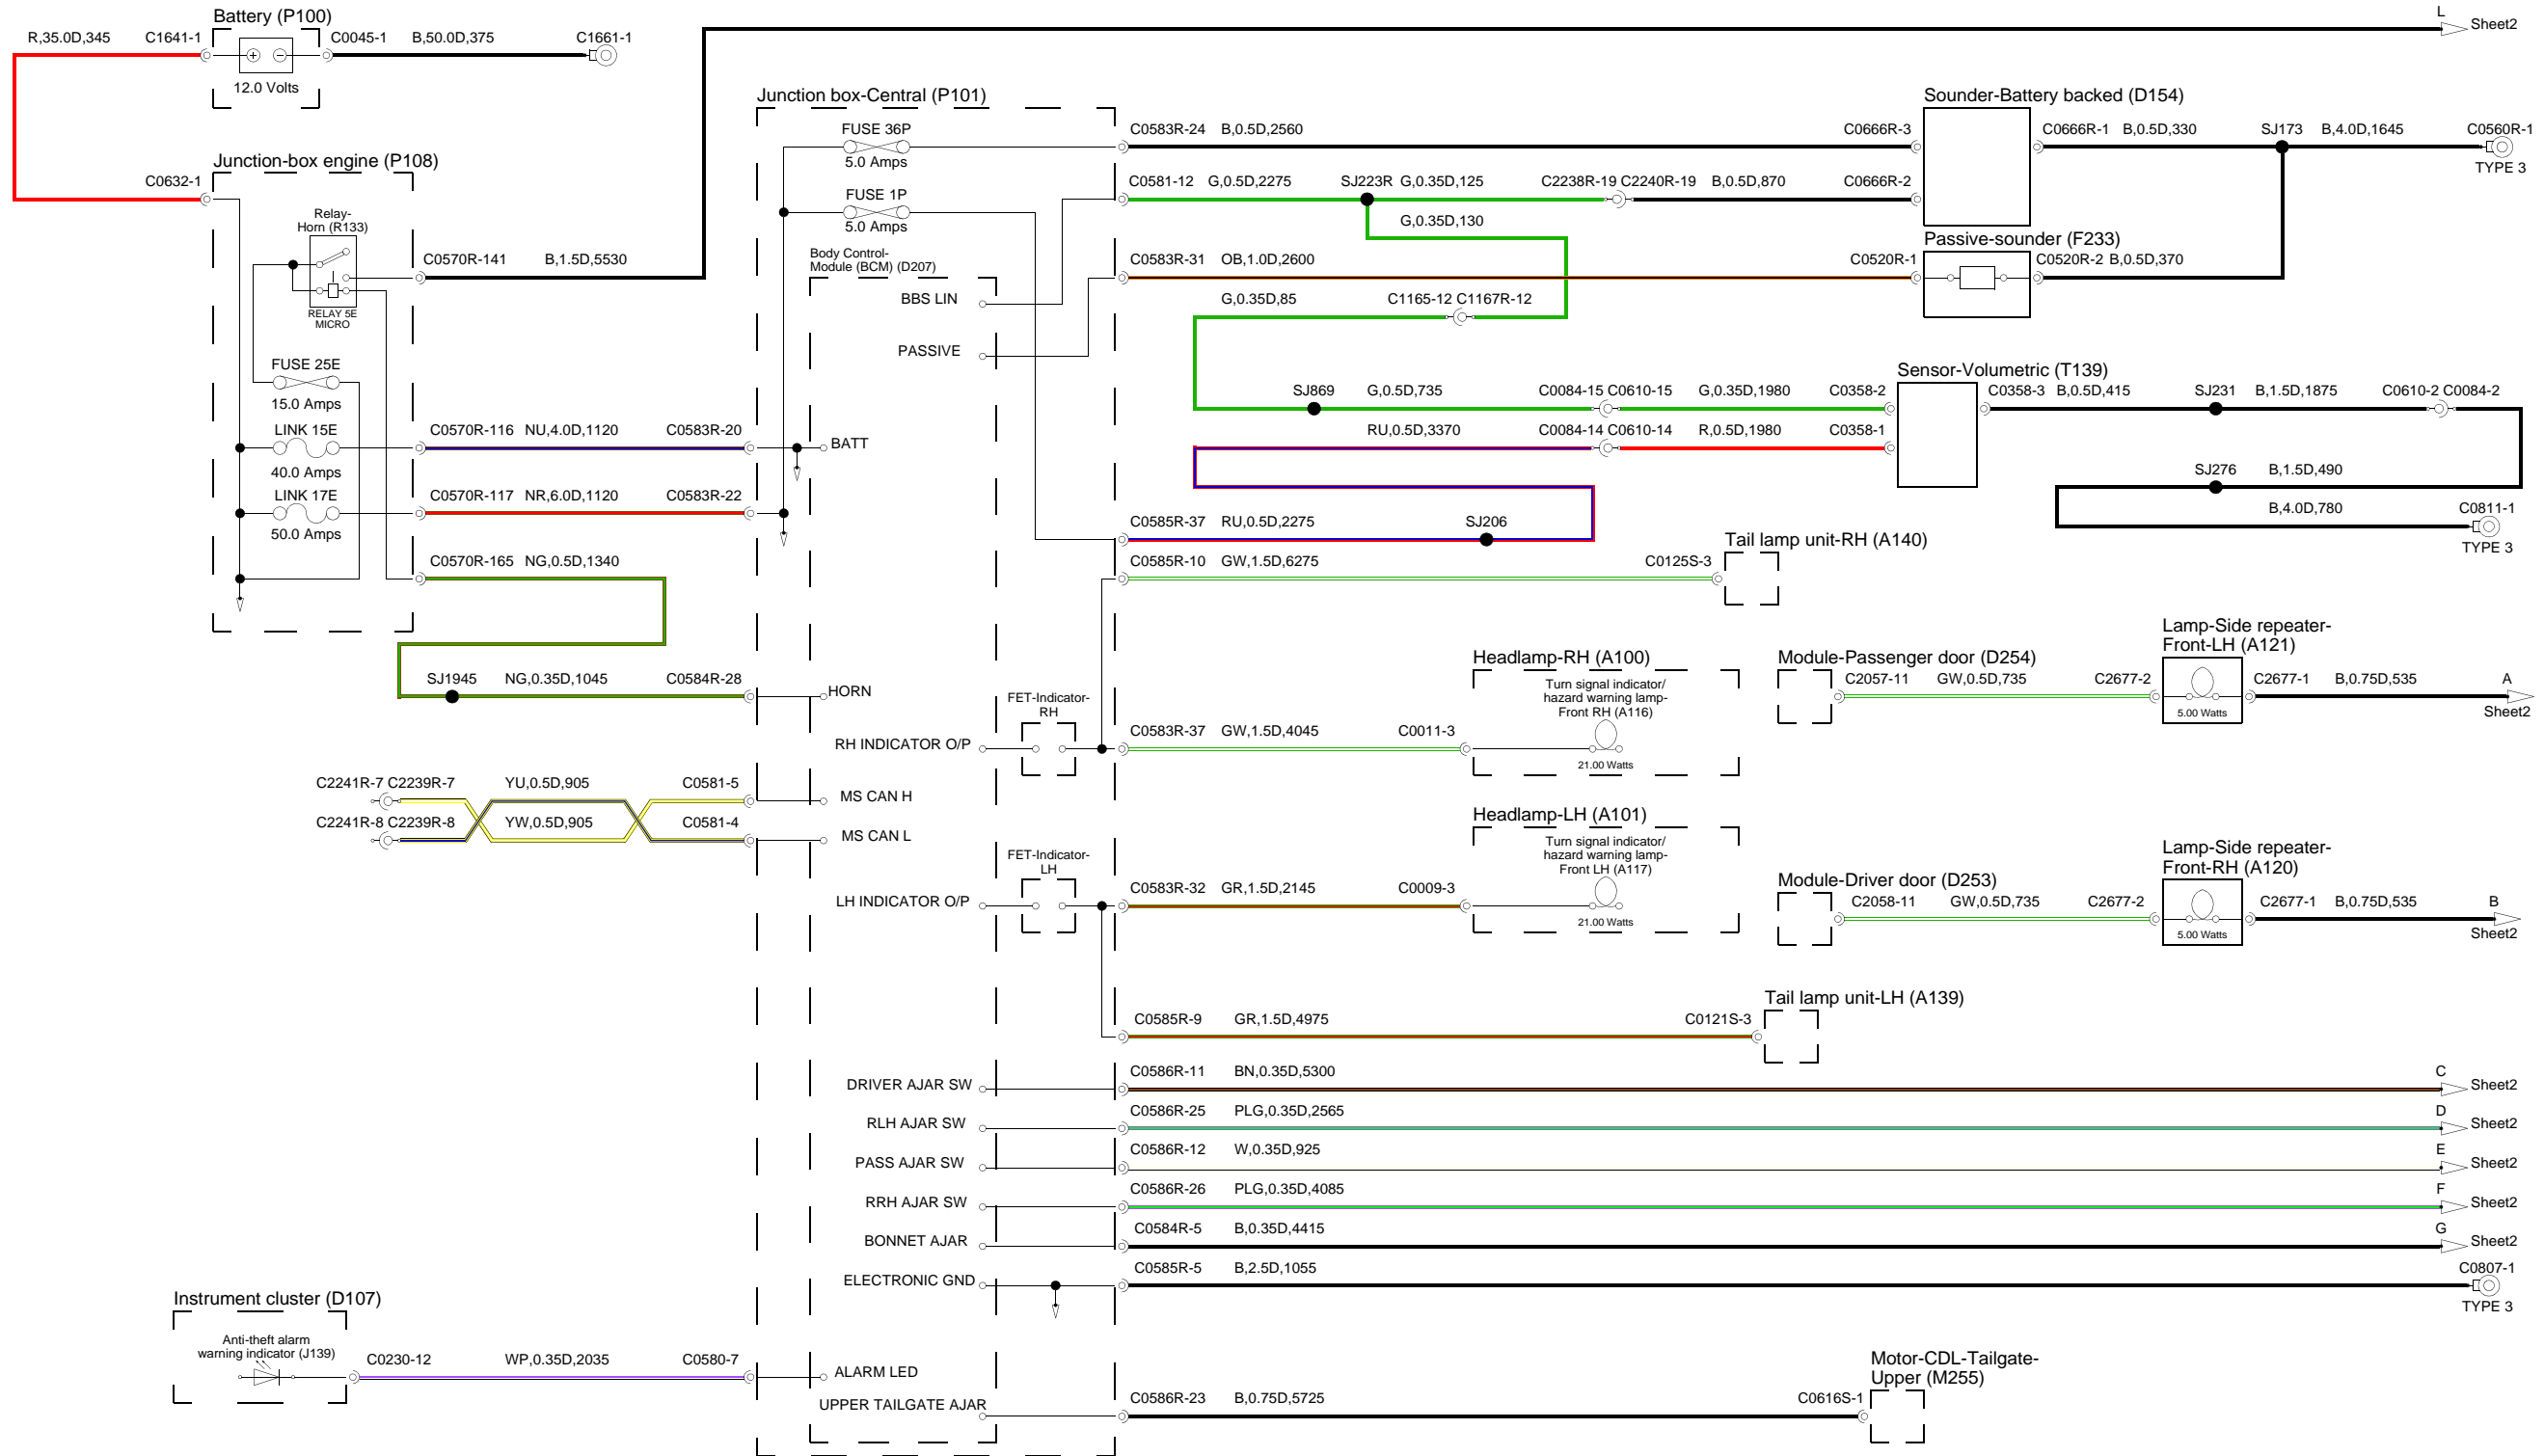 Battery (P100)
R,35.0D,345
C1641-1
C0045-1
B,50.0D,375
C1661-1
12.0 Volts
L
Sheet2
Junction box-Central (P101)
FUSE 36P
5.0 Amps
FUSE 1P
5.0 Amps
Body Control-
Module (BCM) (D207)
BBS LIN
PASSIVE
C0583R-24
B,0.5D,2560
C0666R-3
Sounder-Battery backed (D154)
C0666R-1
B,0.5D,330
SJ173
B,4.0D,1645
C0560R-1
TYPE 3
C0581-12
G,0.5D,2275
SJ223R
G,0.35D,125
C2238R-19
C2240R-19
B,0.5D,870
C0666R-2
G,0.35D,130
Passive-sounder (F233)
C0583R-31
OB,1.0D,2600
C0520R-1
C0520R-2
B,0.5D,370
G,0.35D,85
C1165-12
C1167R-12
Junction-box engine (P108)
C0632-1
Relay-
Horn (R133)
RELAY 5E
MICRO
C0570R-141
B,1.5D,5530
FUSE 25E
15.0 Amps
LINK 15E
40.0 Amps
LINK 17E
50.0 Amps
C0570R-116
NU,4.0D,1120
C0583R-20
BATT
C0570R-117
NR,6.0D,1120
C0583R-22
C0570R-165
NG,0.5D,1340
SJ1945
NG,0.35D,1045
C0584R-28
HORN
Sensor-Volumetric (T139)
SJ869
G,0.5D,735
C0084-15
C0610-15
G,0.35D,1980
C0358-2
C0358-3
B,0.5D,415
SJ231
B,1.5D,1875
C0610-2
C0084-2
RU,0.5D,3370
C0084-14
C0610-14
R,0.5D,1980
C0358-1
SJ276
B,1.5D,490
B,4.0D,780
C0811-1
TYPE 3
C0585R-37
RU,0.5D,2275
SJ206
C0585R-10
GW,1.5D,6275
C0125S-3
Tail lamp unit-RH (A140)
FET-Indicator-
RH
RH INDICATOR O/P
C0583R-37
GW,1.5D,4045
C0011-3
Headlamp-RH (A100)
Turn signal indicator/
hazard warning lamp-
Front RH (A116)
21.00 Watts
Module-Passenger door (D254)
C2057-11
GW,0.5D,735
C2677-2
Lamp-Side repeater-
Front-LH (A121)
5.00 Watts
C2677-1
B,0.75D,535
A
Sheet2
C2241R-7
C2239R-7
YU,0.5D,905
C0581-5
MS CAN H
C2241R-8
C2239R-8
YW,0.5D,905
C0581-4
MS CAN L
FET-Indicator-
LH
LH INDICATOR O/P
C0583R-32
GR,1.5D,2145
C0009-3
Headlamp-LH (A101)
Turn signal indicator/
hazard warning lamp-
Front LH (A117)
21.00 Watts
Module-Driver door (D253)
C2058-11
GW,0.5D,735
C2677-2
Lamp-Side repeater-
Front-RH (A120)
5.00 Watts
C2677-1
B,0.75D,535
B
Sheet2
C0585R-9
GR,1.5D,4975
C0121S-3
Tail lamp unit-LH (A139)
DRIVER AJAR SW
C0586R-11
BN,0.35D,5300
C
Sheet2
RLH AJAR SW
C0586R-25
PLG,0.35D,2565
D
Sheet2
PASS AJAR SW
C0586R-12
W,0.35D,925
E
Sheet2
RRH AJAR SW
C0586R-26
PLG,0.35D,4085
F
Sheet2
BONNET AJAR
C0584R-5
B,0.35D,4415
G
Sheet2
ELECTRONIC GND
C0585R-5
B,2.5D,1055
C0807-1
TYPE 3
Instrument cluster (D107)
Anti-theft alarm
warning indicator (J139)
C0230-12
WP,0.35D,2035
C0580-7
ALARM LED
UPPER TAILGATE AJAR
C0586R-23
B,0.75D,5725
C0616S-1
Motor-CDL-Tailgate-
Upper (M255)